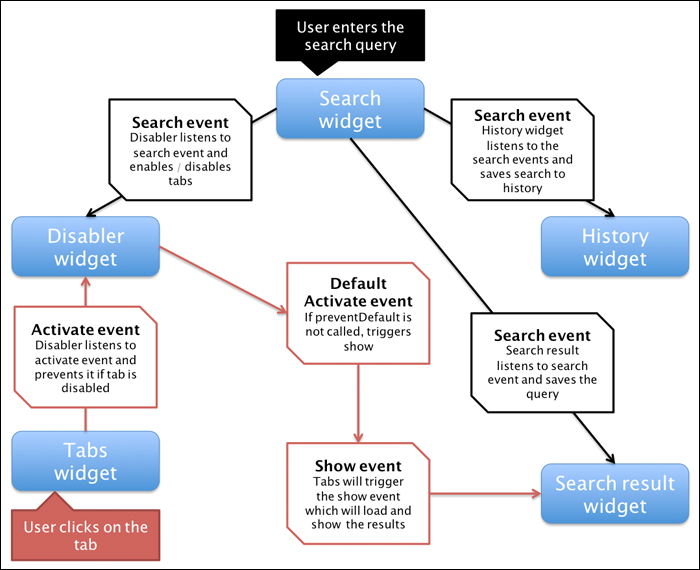 User enters the
search query
Search
widget
Search event
Disabler listens to
search event and
enables / disables
tabs
Search event
History widget
listens to the
search events and
saves search to
history
Disabler
widget
History
widget
Default
Activate event
If preventDefault is
not called, triggers
show
Activate event
Disabler listens to
activate event and
prevents it if tab is
disabled
Search event
Search result
listens to search
event and saves the
query
Tabs
widget
Show event
Tabs will trigger
the show event
which will load and
show the results
Search result
widget
User clicks on the
tab